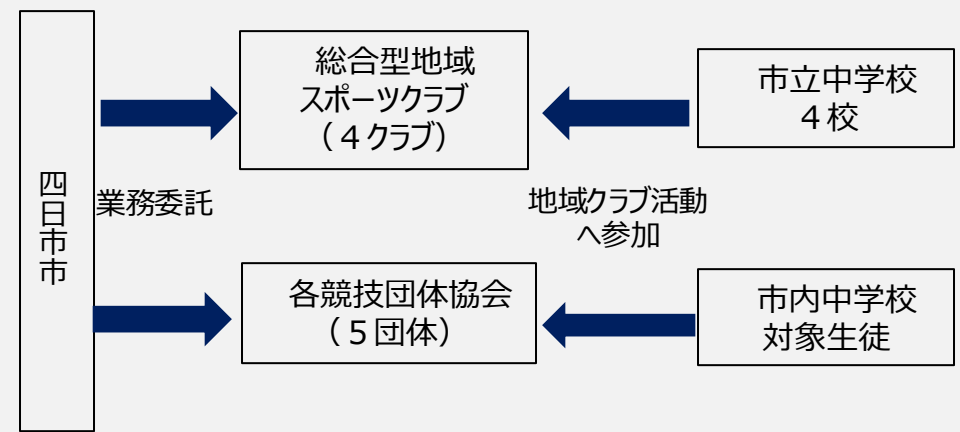 四日市市
業務委託
総合型地域
スポーツクラブ
（４クラブ）
各競技団体協会
（５団体）
地域クラブ活動
へ参加
市立中学校
４校
市内中学校
対象生徒